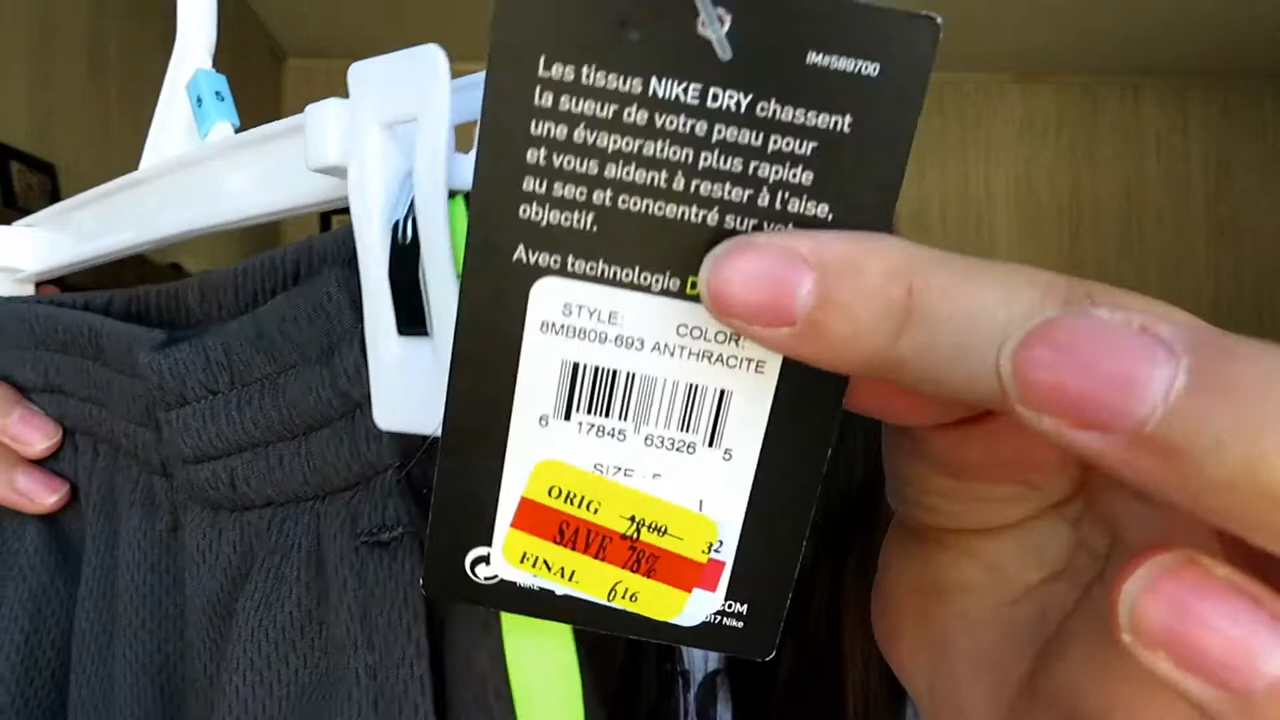 IM#589700
Les tissus NIKE DRY chassent
la sueur de votre peau pour
une évaporation plus rapide
et vous aident à rester à l'aise,
au sec et concentré sur
objectif.
Avec technologie
STYLE: COLOR:
8MB809-693 ANTHRACITE
6 17845 63326 5
SIZE
ORIG 28.00
SAVE 78%
FINAL 6 16
32
.COM
2017 Nike
5